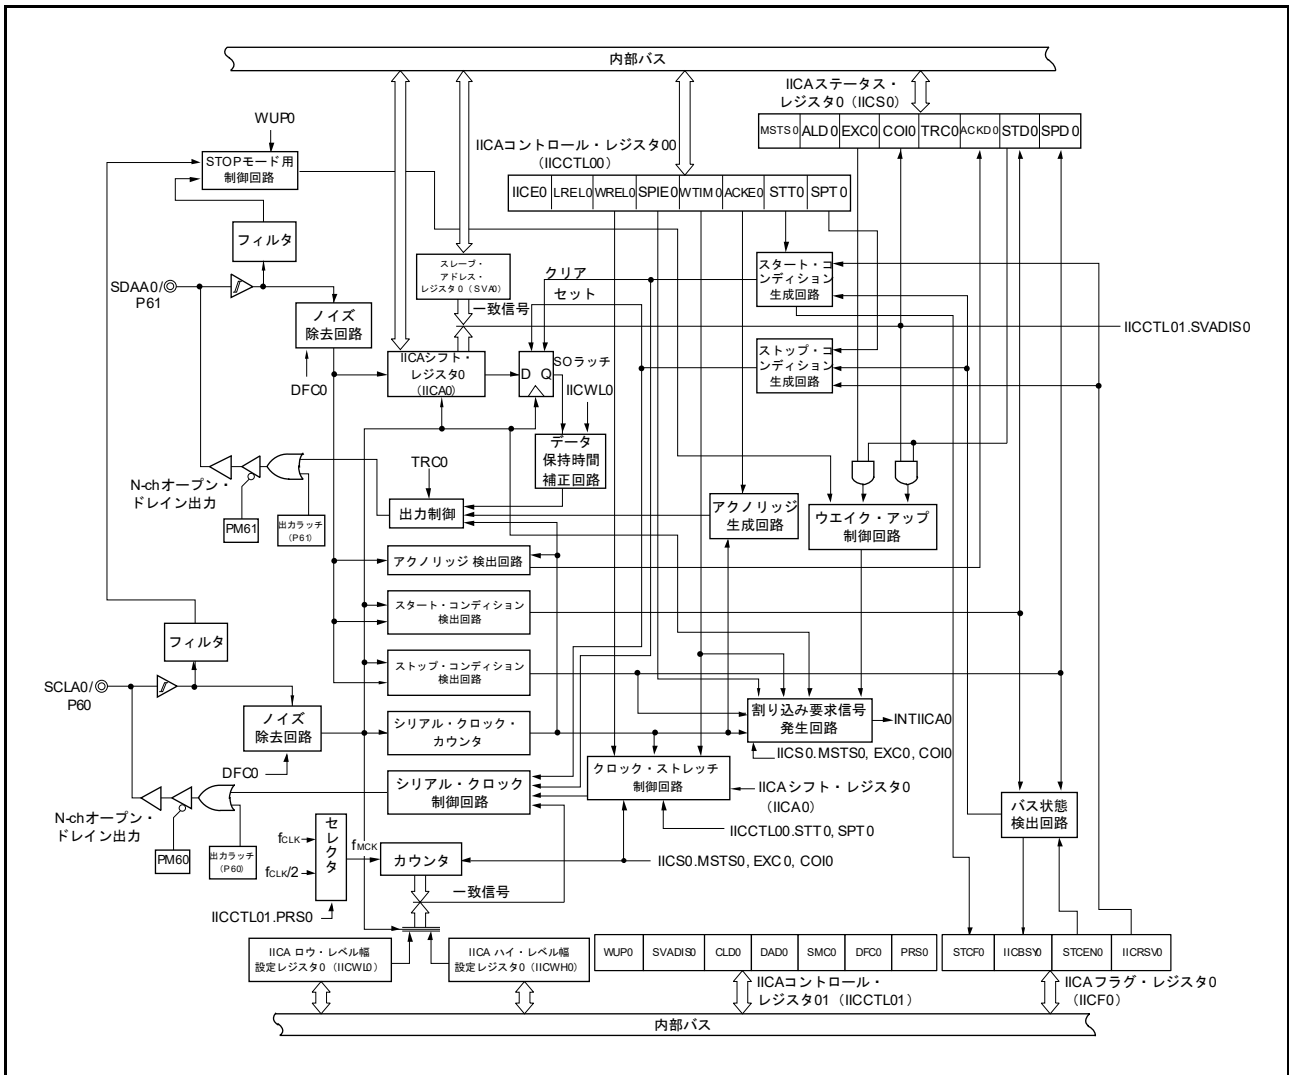 内部バス
IICAステータス・
レジスタ0（IICS0）
MSTS0 ALD0 EXC0 COI0 TRC0 ACKD0 STD0 SPD0
WUP0
STOPモード用
制御回路
IICAコントロール・レジスタ00
（IICCTL00）
IICE0 LREL0 WREL0 SPIE0 WTIM0 ACKE0 STT0 SPT0
フィルタ
スレーブ・
アドレス・
レジスタ0（SVA0）
クリア
セット
スタート・コ
ンディション
生成回路
SDAA0/
P61
ノイズ
除去回路
一致信号
IICCTL01.SVADIS0
DFC0
IICAシフト・
レジスタ0
（IICA0）
D Q
SOラッチ
IICWL0
ストップ・コ
ンディション
生成回路
データ
保持時間
補正回路
TRC0
N-chオープン・
ドレイン出力
PM61
出力ラッチ
（P61）
出力制御
アクノリッジ
生成回路
ウエイク・アップ
制御回路
アクノリッジ 検出回路
スタート・コンディション
検出回路
フィルタ
ストップ・コンディション
検出回路
SCLA0/
P60
ノイズ
除去回路
シリアル・クロック・
カウンタ
割り込み要求信号
発生回路
INTIICA0
IICS0.MSTS0, EXC0, COI0
DFC0
シリアル・クロック
制御回路
クロック・ストレッチ
制御回路
IICAシフト・レジスタ0
（IICA0）
バス状態
検出回路
N-chオープン・
ドレイン出力
PM60
出力ラッチ
（P60）
fCLK
fCLK/2
セレクタ
fMCK
カウンタ
IICCTL00.STT0, SPT0
IICS0.MSTS0, EXC0, COI0
一致信号
IICCTL01.PRS0
IICA ロウ・レベル幅
設定レジスタ0（IICWL0）
IICA ハイ・レベル幅
設定レジスタ0（IICWH0）
WUP0 SVADIS0 CLD0 DAD0 SMC0 DFC0 PRS0
STCF0 IICBSY0 STCEN0 IICRSV0
IICAコントロール・
レジスタ01（IICCTL01）
IICAフラグ・レジスタ0
（IICF0）
内部バス